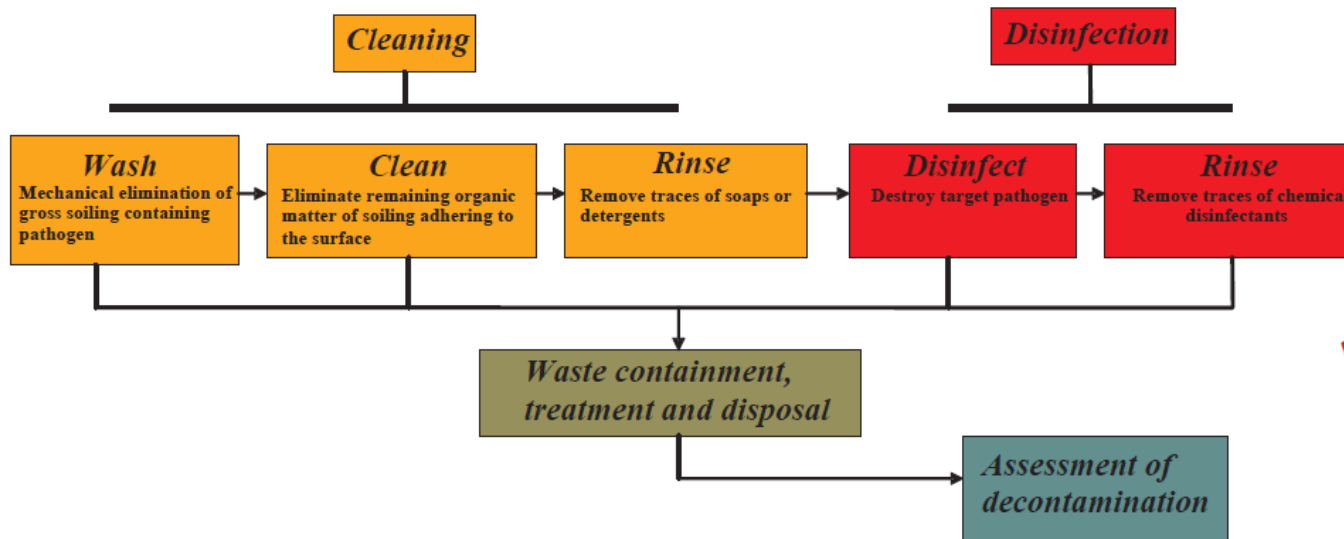 Cleaning
Disinfection
Wash
Mechanical elimination of
gross soiling containing
pathogen
Clean
Eliminate remaining organic
matter of soiling adhering to
the surface
Rinse
Remove traces of soaps or
detergents
Disinfect
Destroy target pathogen
Rinse
Remove traces of chemica
disinfectants
Waste containment,
treatment and disposal
Assessment of
decontamination